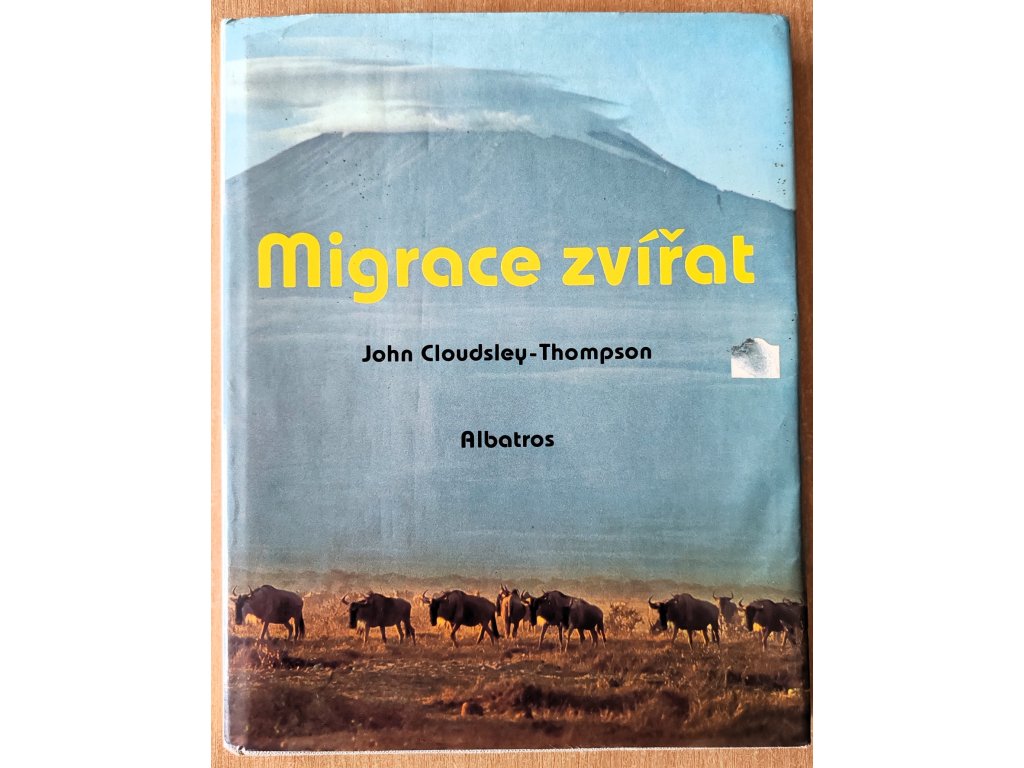 Migrace zvířat
John Cloudsley-Thompson
Albatros